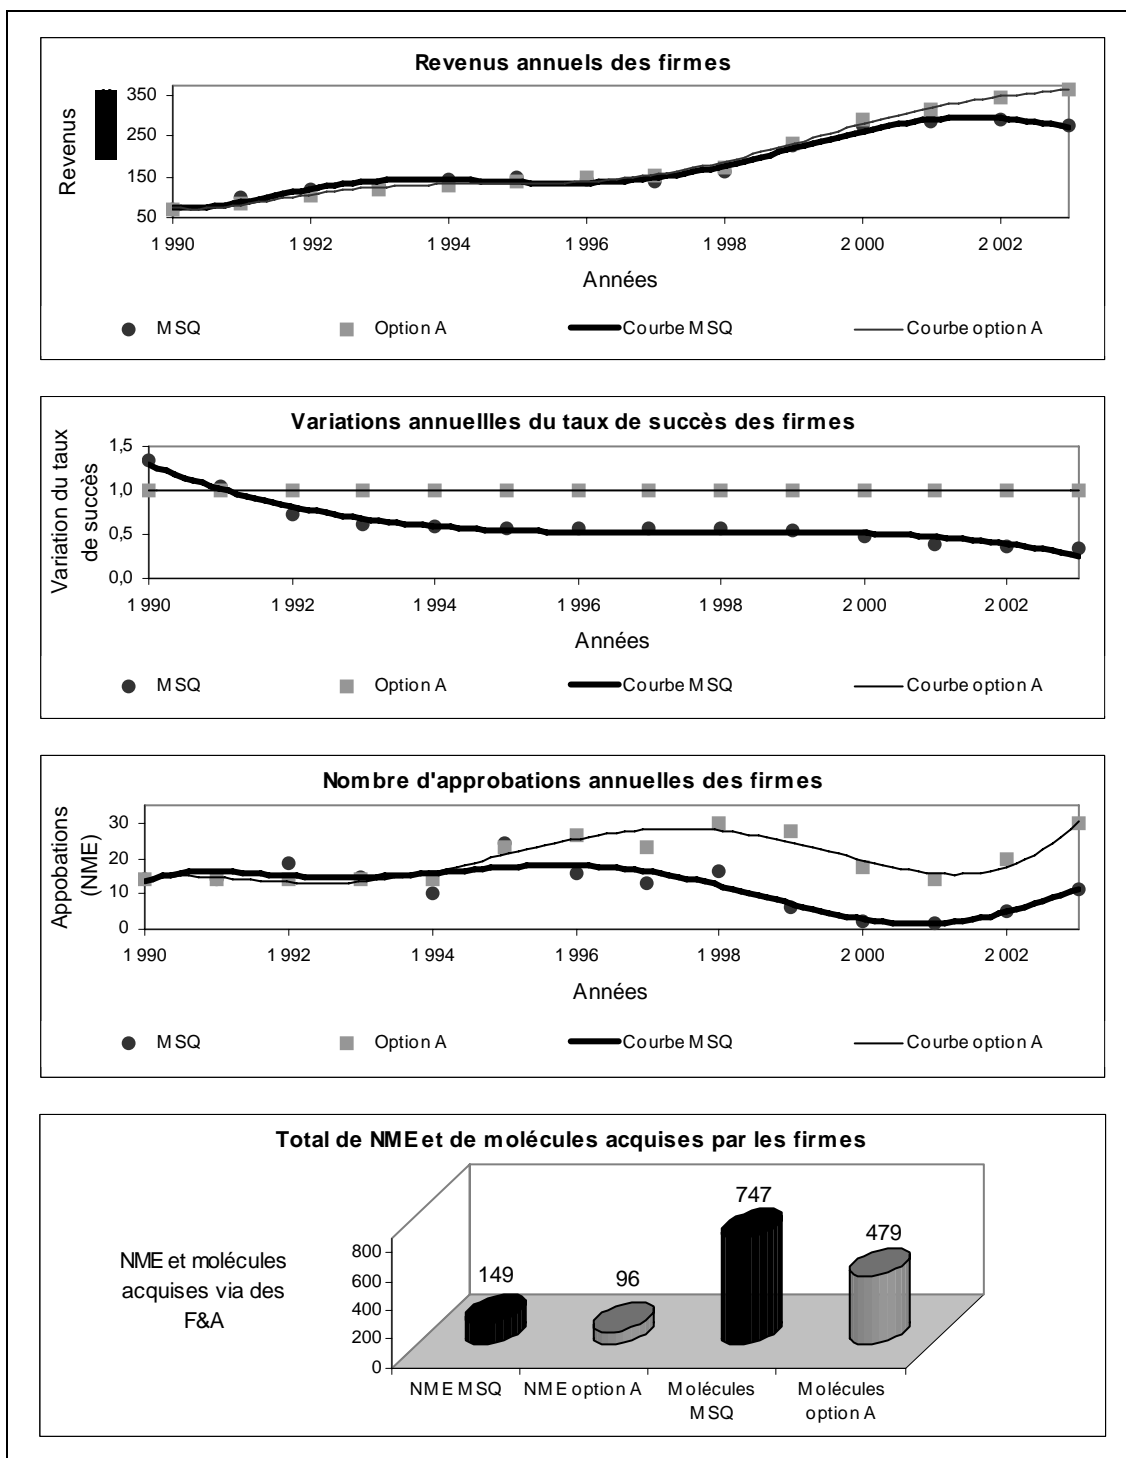 Revenus annuels des firmes
Revenus
350
250
150
50
1 990
1 992
1 994
1 996
1 998
2 000
2 002
Années
MSQ
Option A
Courbe MSQ
Courbe option A
Variations annuellles du taux de succès des firmes
Variation du taux
de succès
1,5
1,0
0,5
0,0
1 990
1 992
1 994
1 996
1 998
2 000
2 002
Années
MSQ
Option A
Courbe MSQ
Courbe option A
Nombre d'approbations annuelles des firmes
Appobations
(NME)
30
20
10
0
1 990
1 992
1 994
1 996
1 998
2 000
2 002
Années
MSQ
Option A
Courbe MSQ
Courbe option A
Total de NME et de molécules acquises par les firmes
NME et molécules
acquises via des
F&A
800
600
400
200
0
149
96
747
479
NME MSQ
NME option A
Molécules
MSQ
Molécules
option A